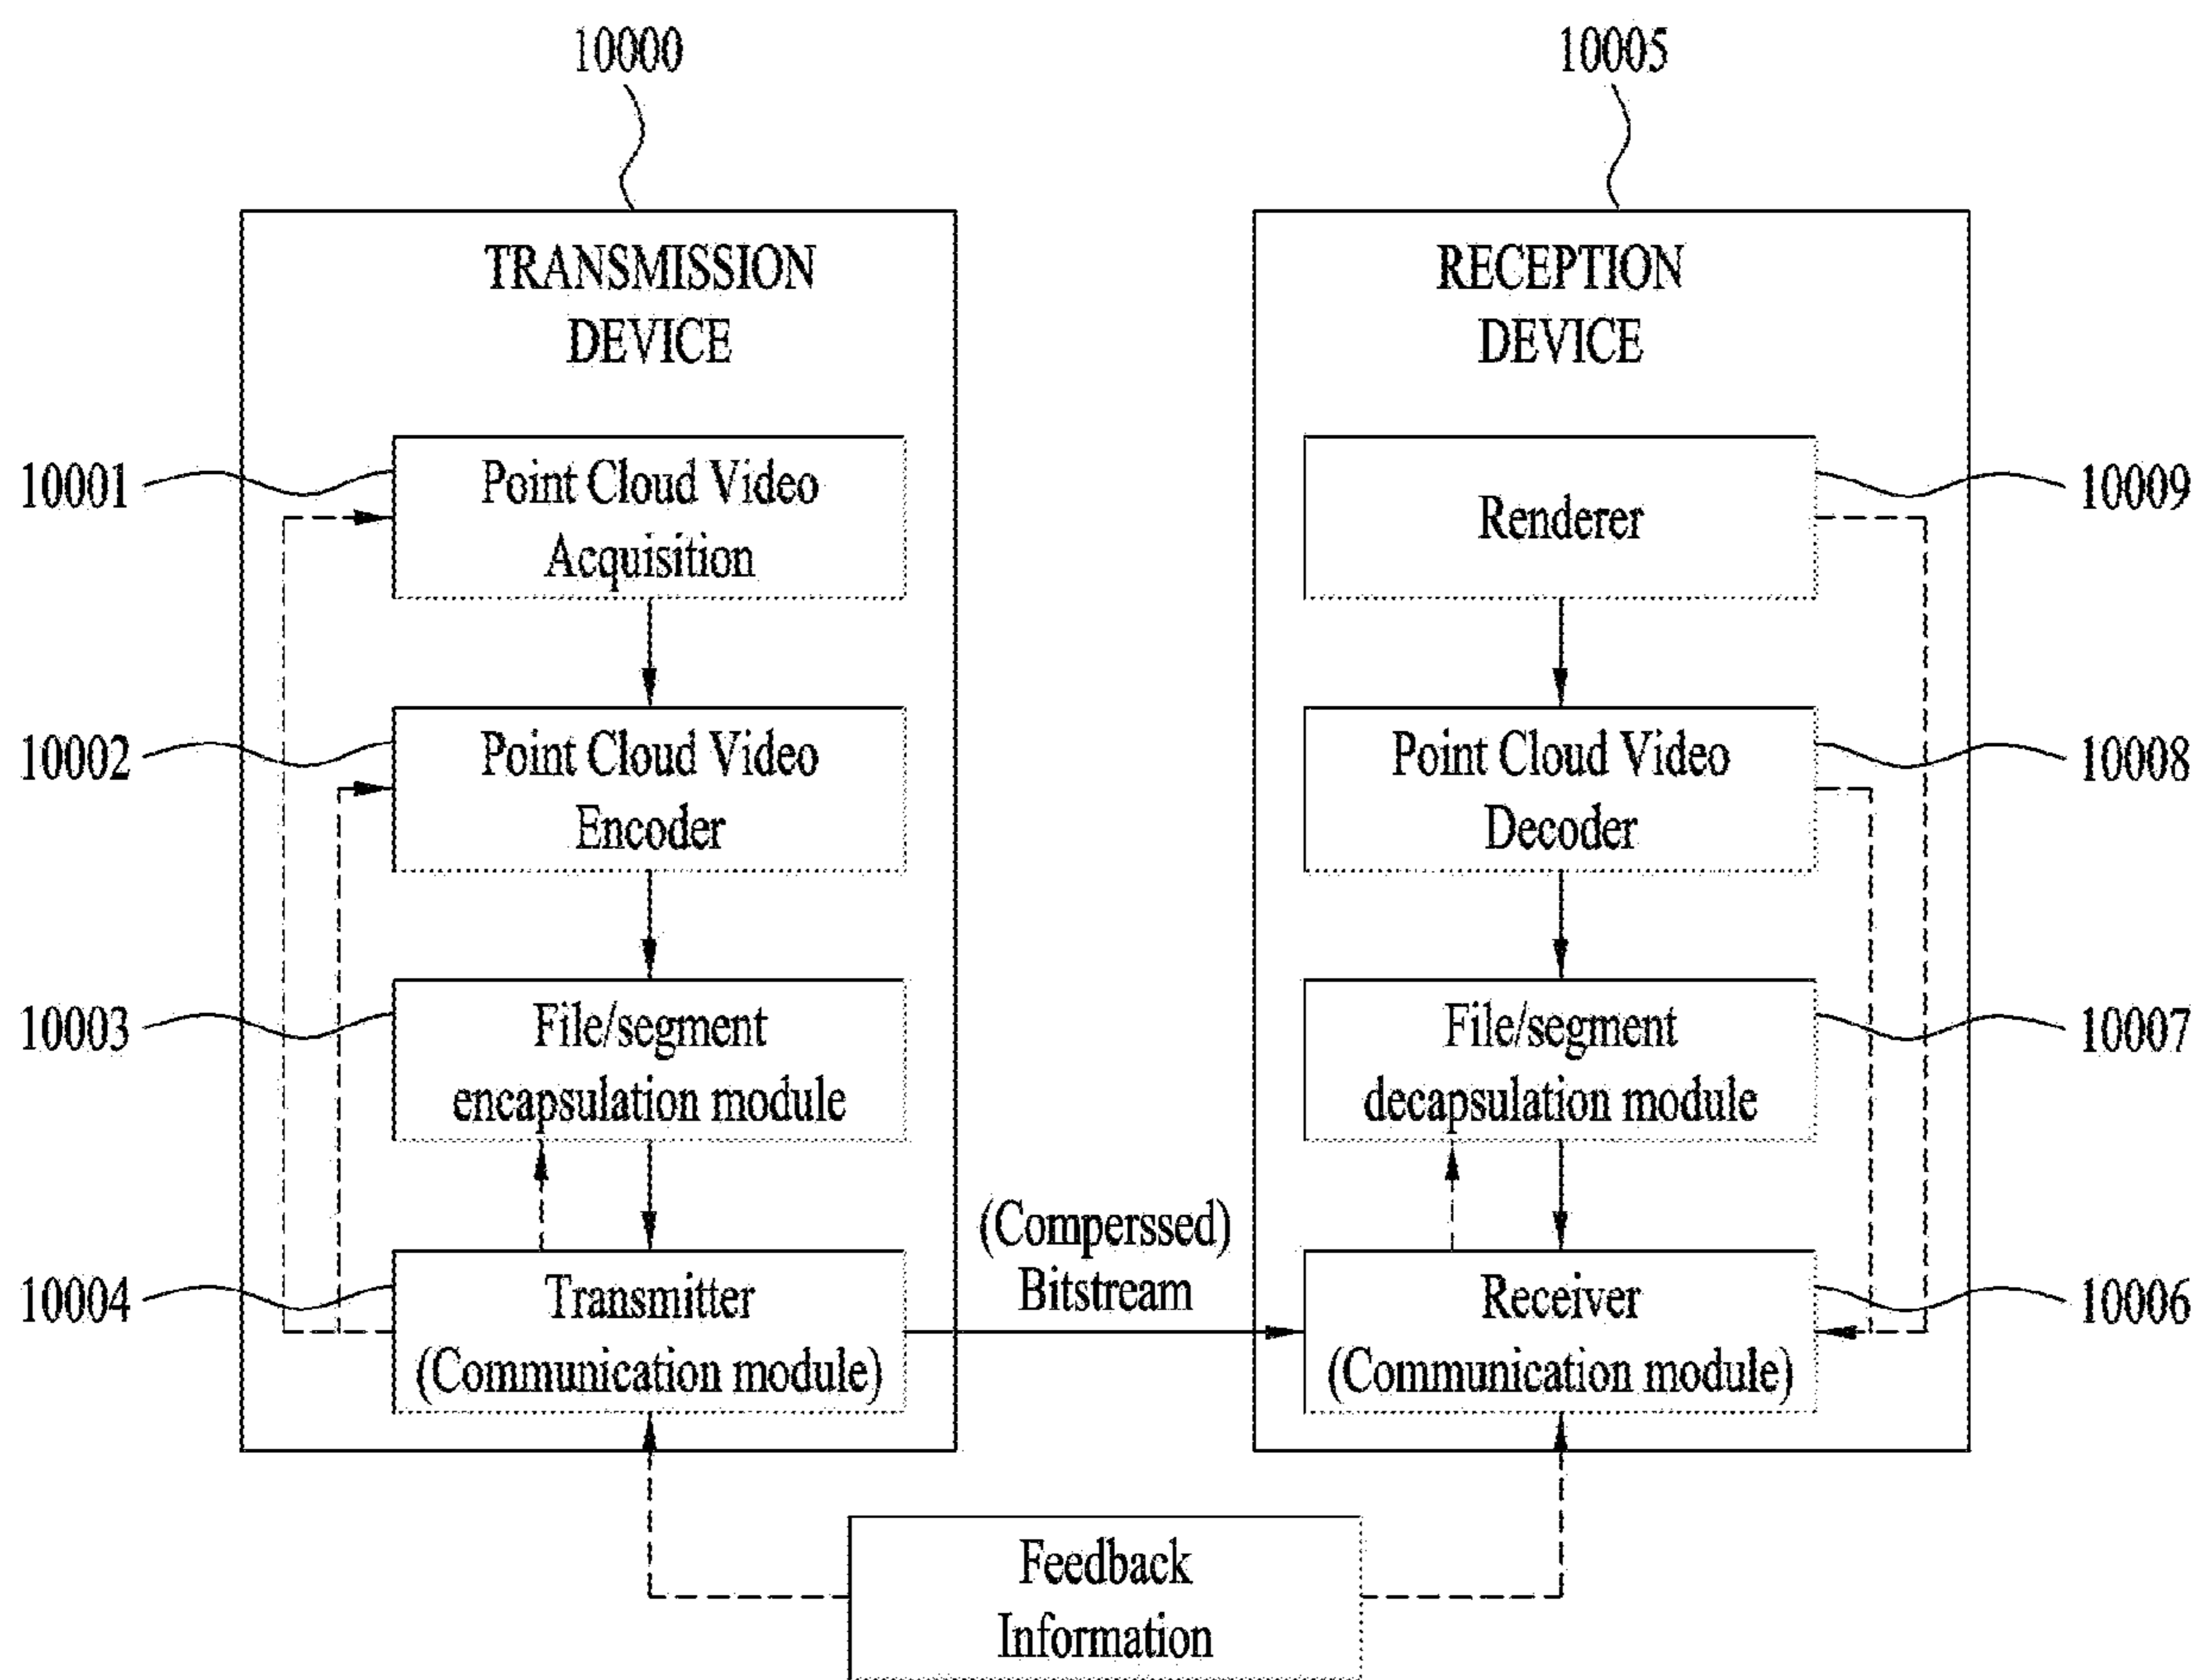 10000
10005
TRANSMISSION
DEVICE
RECEPTION
DEVICE
10001
Point Cloud Video
Acquisition
Renderer
10009
10002
Point Cloud Video
Encoder
Point Cloud Video
Decoder
10008
10003
File/segment
encapsulation module
File/segment
decapsulation module
10007
(Comperssed)
Bitstream
10004
Transmitter
(Communication module)
Receiver
(Communication module)
10006
Feedback
Information